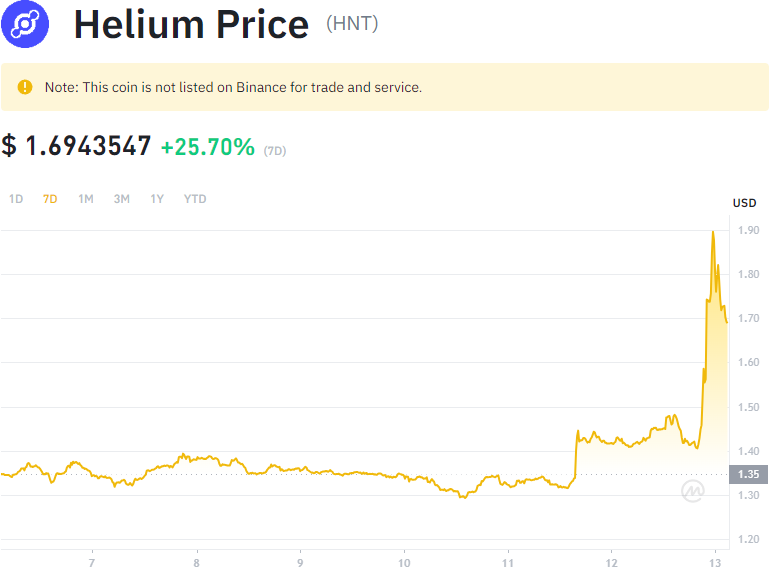 Helium Price (HNT)
Note: This coin is not listed on Binance for trade and service.
$ 1.6943547 +25.70% (7D)
1D 7D 1M 3M 1Y YTD
USD
1.90
1.80
1.70
1.60
1.50
1.40
1.35
1.30
1.20
7 8 9 10 11 12 13